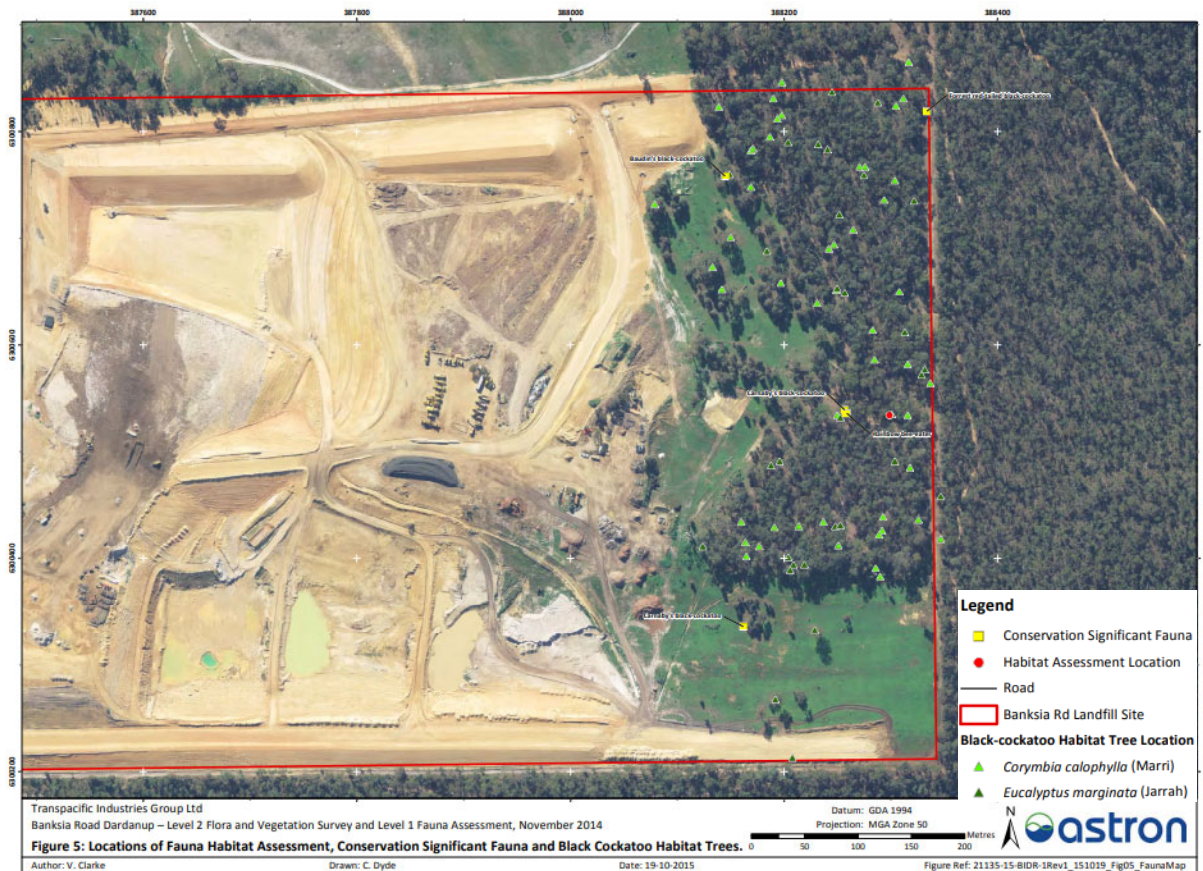 387600 387800 388000 388200 388400
6300800
6300600
6300400
6300200
Forrest red-tailed black-cockatoo
Baudin's black-cockatoo
Carnaby's black-cockatoo
Rainbow bee-eater
Carnaby's black-cockatoo
Legend
Conservation Significant Fauna
Habitat Assessment Location
Road
Banksia Rd Landfill Site
Black-cockatoo Habitat Tree Location
Corymbia calophylla (Marri)
Eucalyptus marginata (Jarrah)
Transpacific Industries Group Ltd
Banksia Road Dardanup – Level 2 Flora and Vegetation Survey and Level 1 Fauna Assessment, November 2014
Figure 5: Locations of Fauna Habitat Assessment, Conservation Significant Fauna and Black Cockatoo Habitat Trees.
Author: V. Clarke Drawn: C. Dyde Date: 19-10-2015
Datum: GDA 1994
Projection: MGA Zone 50
0 50 100 150 200 Metres
N
astron
Figure Ref: 21135-15-BIDR-1Rev1_151019_Fig05_FaunaMap